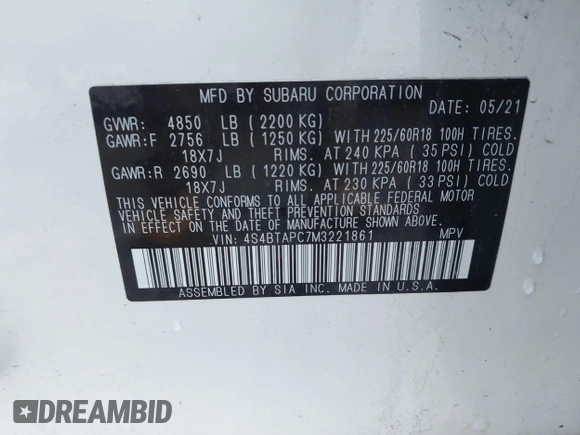 MFD BY SUBARU CORPORATION
DATE: 05/21
GVWR: 4850 LB (2200 KG)
GAWR:F 2756 LB (1250 KG) WITH 225/60R18 100H TIRES.
18X7J RIMS. AT 240 KPA (35 PSI) COLD
GAWR:R 2690 LB (1220 KG) WITH 225/60R18 100H TIRES.
18X7J RIMS. AT 230 KPA (33 PSI) COLD
THIS VEHICLE CONFORMS TO ALL APPLICABLE FEDERAL MOTOR
VEHICLE SAFETY AND THEFT PREVENTION STANDARDS
IN EFFECT ON THE DATE OF MANUFACTURE SHOWN ABOVE.
VIN: 4S4BTAPC7M3221861 MPV
ASSEMBLED BY SIA INC. MADE IN U.S.A.
DREAMBID